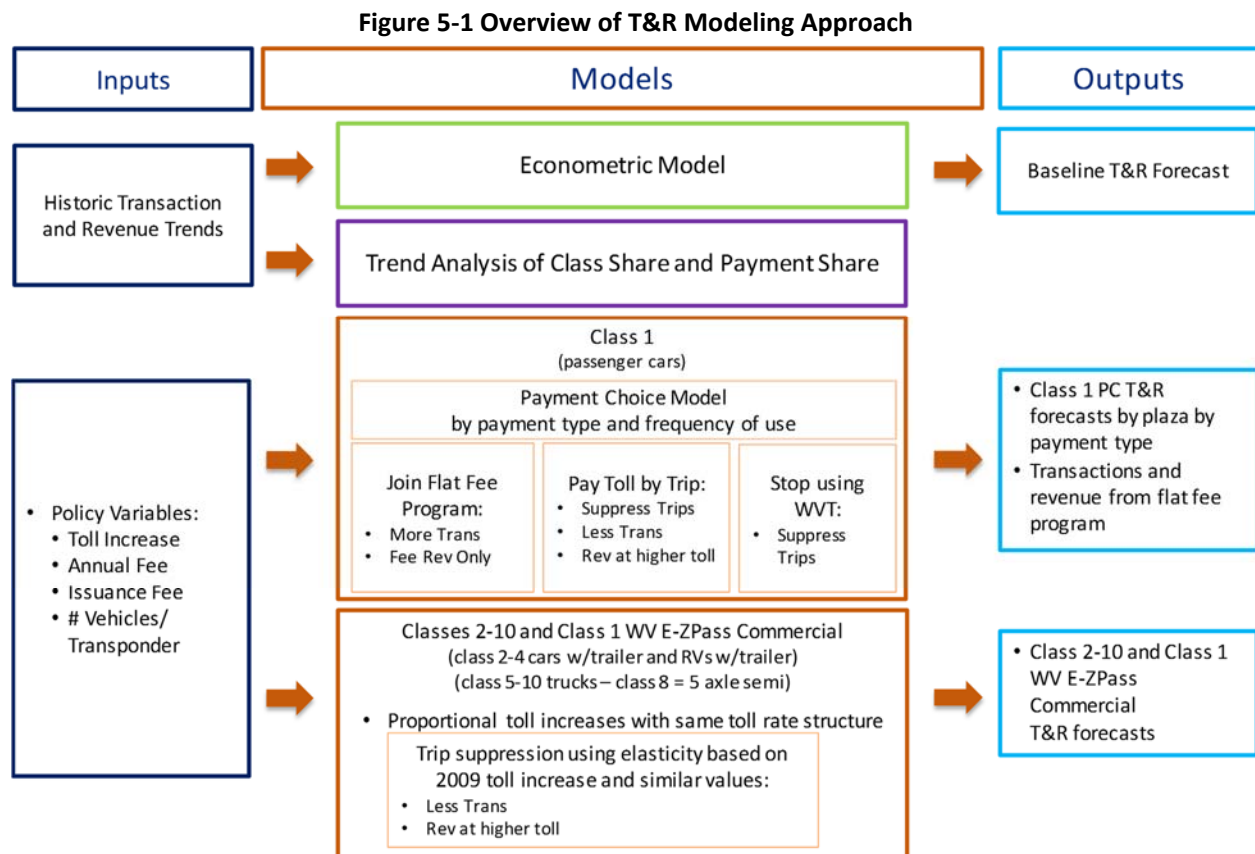 Figure 5-1 Overview of T&R Modeling Approach
Inputs
Models
Outputs
Historic Transaction
and Revenue Trends
Econometric Model
Baseline T&R Forecast
Trend Analysis of Class Share and Payment Share
• Policy Variables:
• Toll Increase
• Annual Fee
• Issuance Fee
• # Vehicles/
Transponder
Class 1
(passenger cars)
Payment Choice Model
by payment type and frequency of use
Join Flat Fee
Program:
• More Trans
• Fee Rev Only
Pay Toll by Trip:
• Suppress Trips
• Less Trans
• Rev at higher toll
Stop using
WVT:
• Suppress
Trips
• Class 1 PC T&R
forecasts by plaza by
payment type
• Transactions and
revenue from flat fee
program
Classes 2-10 and Class 1 WV E-ZPass Commercial
(class 2-4 cars w/trailer and RVs w/trailer)
(class 5-10 trucks – class 8 = 5 axle semi)
• Proportional toll increases with same toll rate structure
Trip suppression using elasticity based on
2009 toll increase and similar values:
• Less Trans
• Rev at higher toll
• Class 2-10 and Class 1
WV E-ZPass
Commercial
T&R forecasts